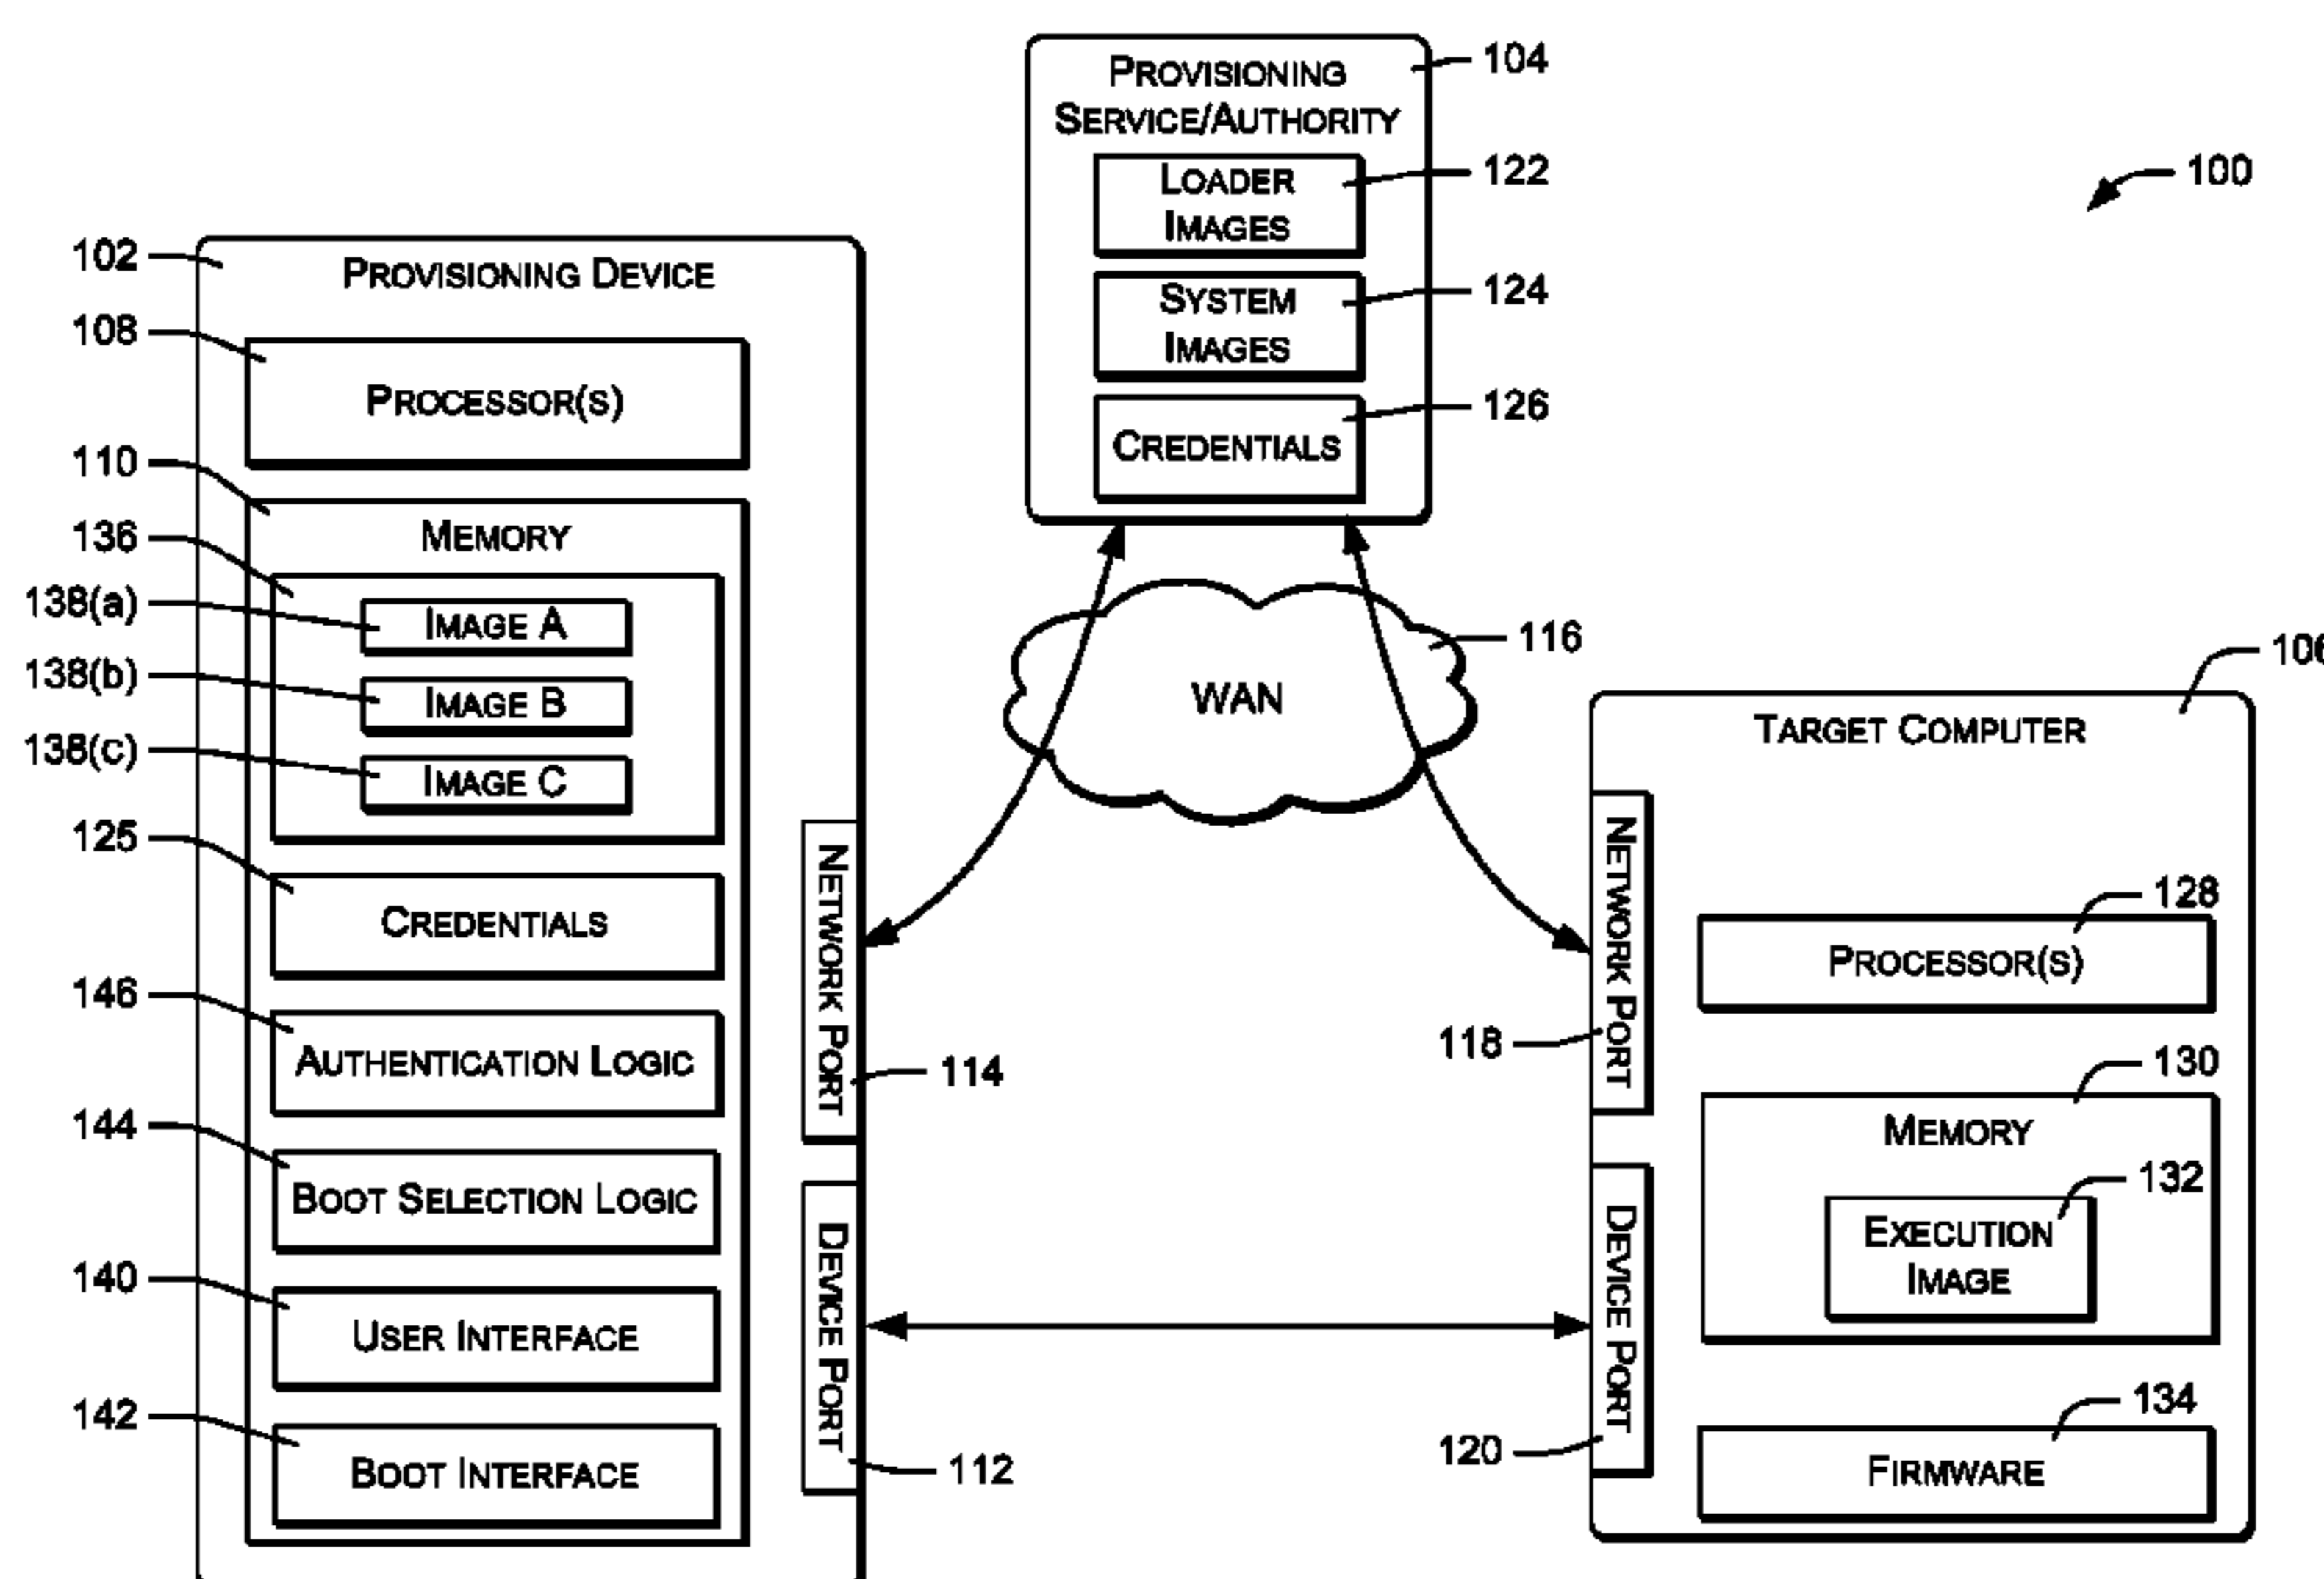 104
PROVISIONING
SERVICE/AUTHORITY
122
LOADER
IMAGES
124
SYSTEM
IMAGES
126
CREDENTIALS
100
102
PROVISIONING DEVICE
108
PROCESSOR(S)
110
MEMORY
136
138(a)
IMAGE A
138(b)
IMAGE B
138(c)
IMAGE C
125
CREDENTIALS
146
AUTHENTICATION LOGIC
144
BOOT SELECTION LOGIC
140
USER INTERFACE
142
BOOT INTERFACE
NETWORK PORT
114
DEVICE PORT
112
WAN
116
106
TARGET COMPUTER
NETWORK PORT
118
DEVICE PORT
120
128
PROCESSOR(S)
130
MEMORY
132
EXECUTION
IMAGE
134
FIRMWARE